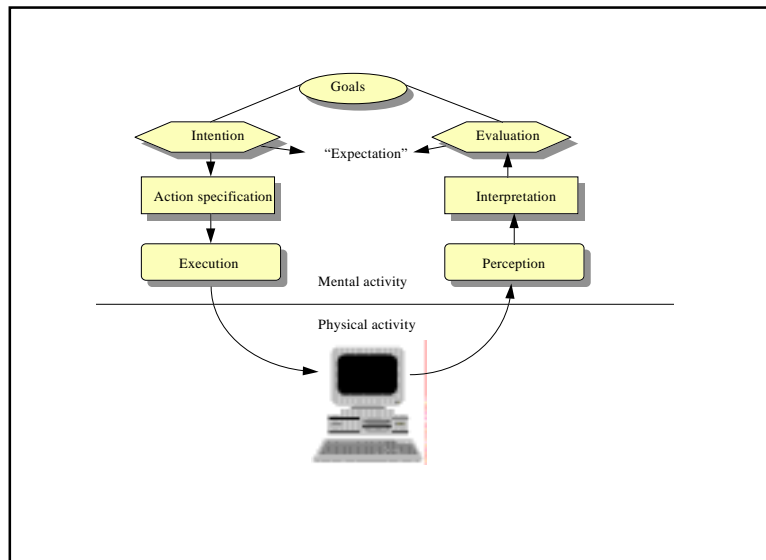 Goals
Intention
Evaluation
“Expectation”
Action specification
Interpretation
Execution
Perception
Mental activity
Physical activity